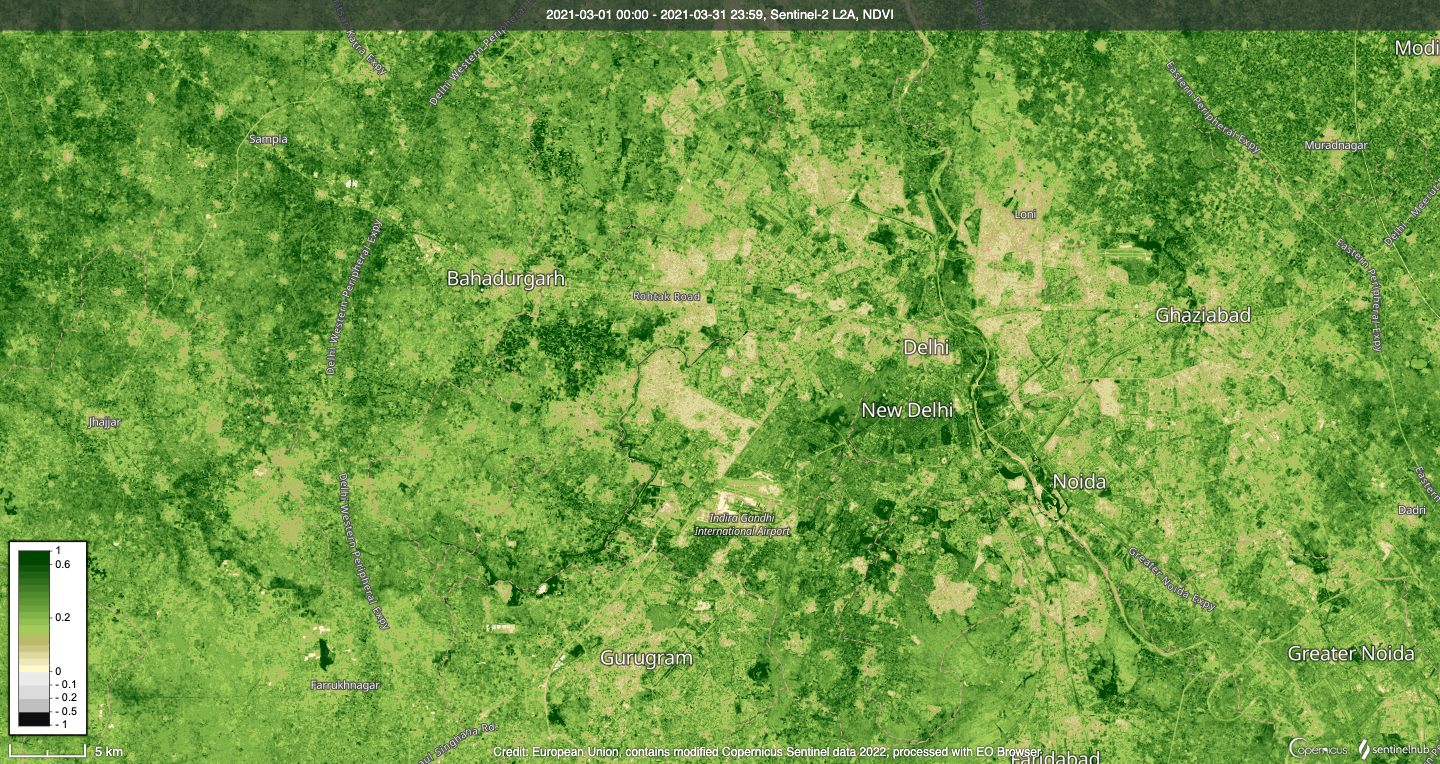 2021-03-01 00:00 - 2021-03-31 23:59, Sentinel-2 L2A, NDVI
Modi
Katra Expy
Delhi Western Peripheral
Eastern Peripheral Expy
Sampla
Muradnagar
Delhi - Meerut
Loni
Delhi Western Peripheral Expy
Bahadurgarh
Rohtak Road
Eastern Peripheral Expy
Ghaziabad
Delhi
New Delhi
Jhajjar
Noida
Eastern
Dadri
Delhi Western Peripheral Expy
Indira Gandhi
International Airport
Greater Noida Expy
1
0.6
0.2
0
- 0.1
- 0.2
- 0.5
- 1
Gurugram
Greater Noida
Farrukhnagar
5 km
Credit: European Union, contains modified Copernicus Sentinel data 2022, processed with EO Browser
Faridabad
Copernicus
sentinelhub